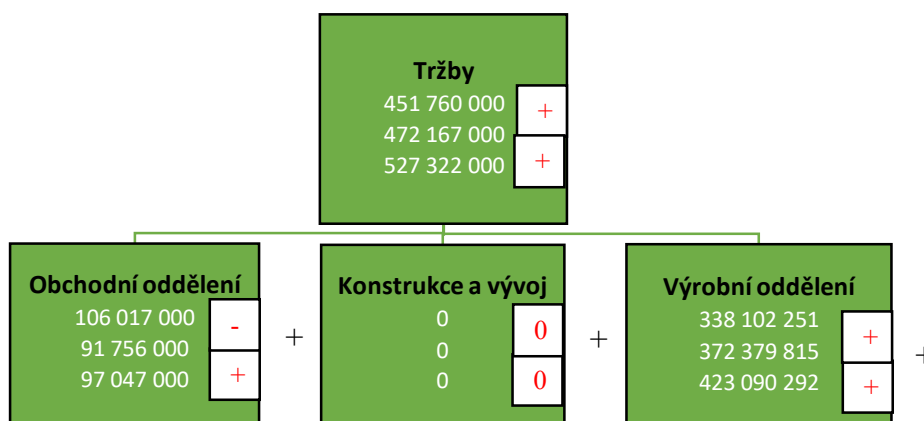 Tržby
451 760 000
+
472 167 000
527 322 000
+
Obchodní oddělení
106 017 000
-
91 756 000
97 047 000
+
+
Konstrukce a vývoj
0
0
0
0
0
+
Výrobní oddělení
338 102 251
+
372 379 815
423 090 292
+
+